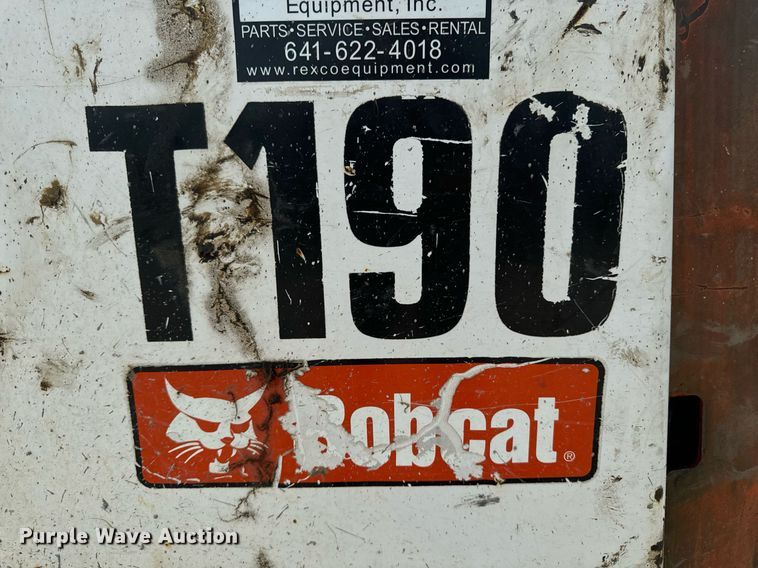 Equipment, Inc.
PARTS·SERVICE·SALES·RENTAL
641-622-4018
www.rexcoequipment.com
T190
Bobcat®
Purple Wave Auction